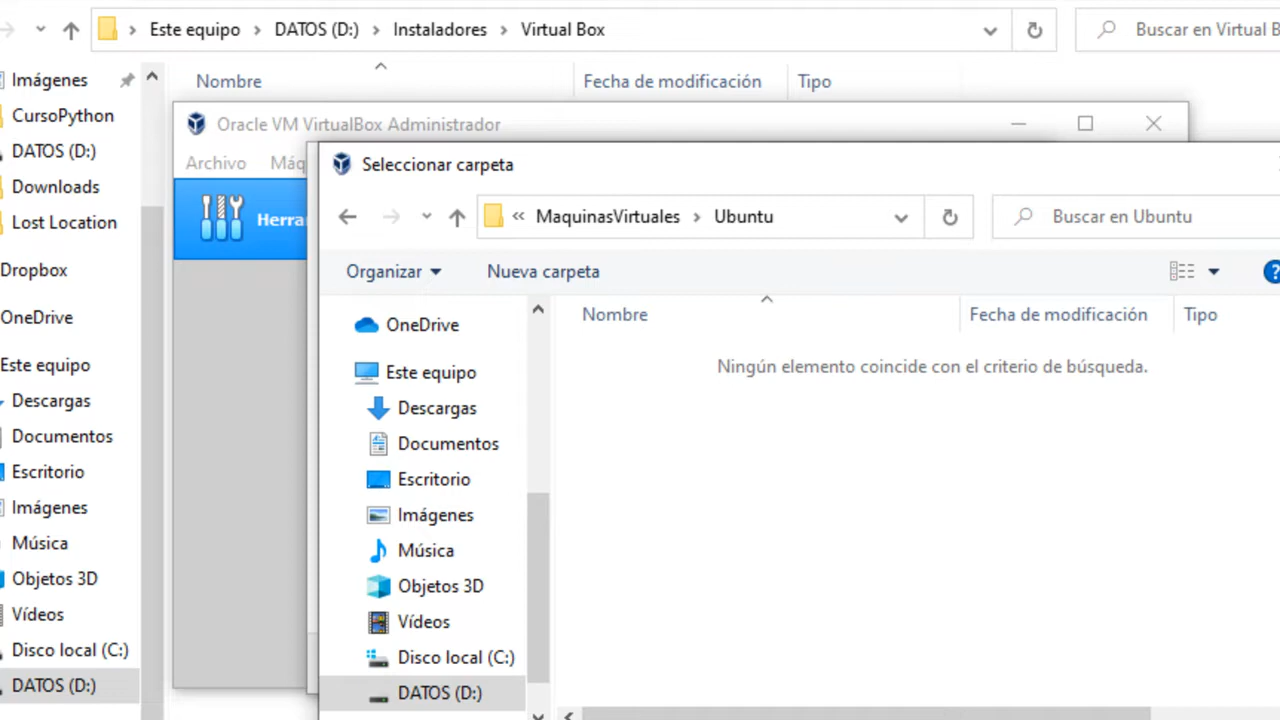 Este equipo > DATOS (D:) > Instaladores > Virtual Box
Buscar en Virtual B
Imágenes
CursoPython
DATOS (D:)
Downloads
Lost Location
Dropbox
OneDrive
Este equipo
Descargas
Documentos
Escritorio
Imágenes
Música
Objetos 3D
Vídeos
Disco local (C:)
DATOS (D:)
Nombre
Fecha de modificación
Tipo
Oracle VM VirtualBox Administrador
Archivo
Máq
Herra
Seleccionar carpeta
« MaquinasVirtuales > Ubuntu
Buscar en Ubuntu
Organizar
Nueva carpeta
OneDrive
Este equipo
Descargas
Documentos
Escritorio
Imágenes
Música
Objetos 3D
Vídeos
Disco local (C:)
DATOS (D:)
Nombre
Fecha de modificación
Tipo
Ningún elemento coincide con el criterio de búsqueda.